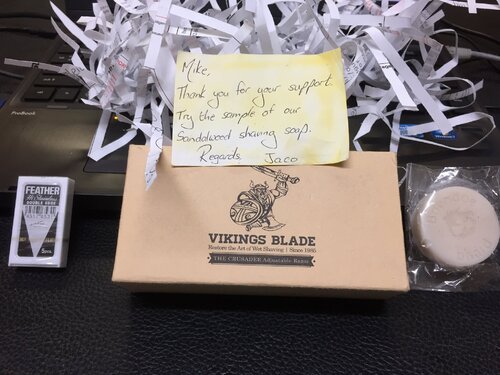 ProBook
Mike,
Thank you for your support.
Try the sample of our
Sandalwood shaving soap.
Regards. Jaco
FEATHER
Hi-Stainless
DOUBLE EDGE
VIKINGS BLADE
Restore the Art of Wet Shaving | Since 1985
THE CRUSADER Adjustable Razor